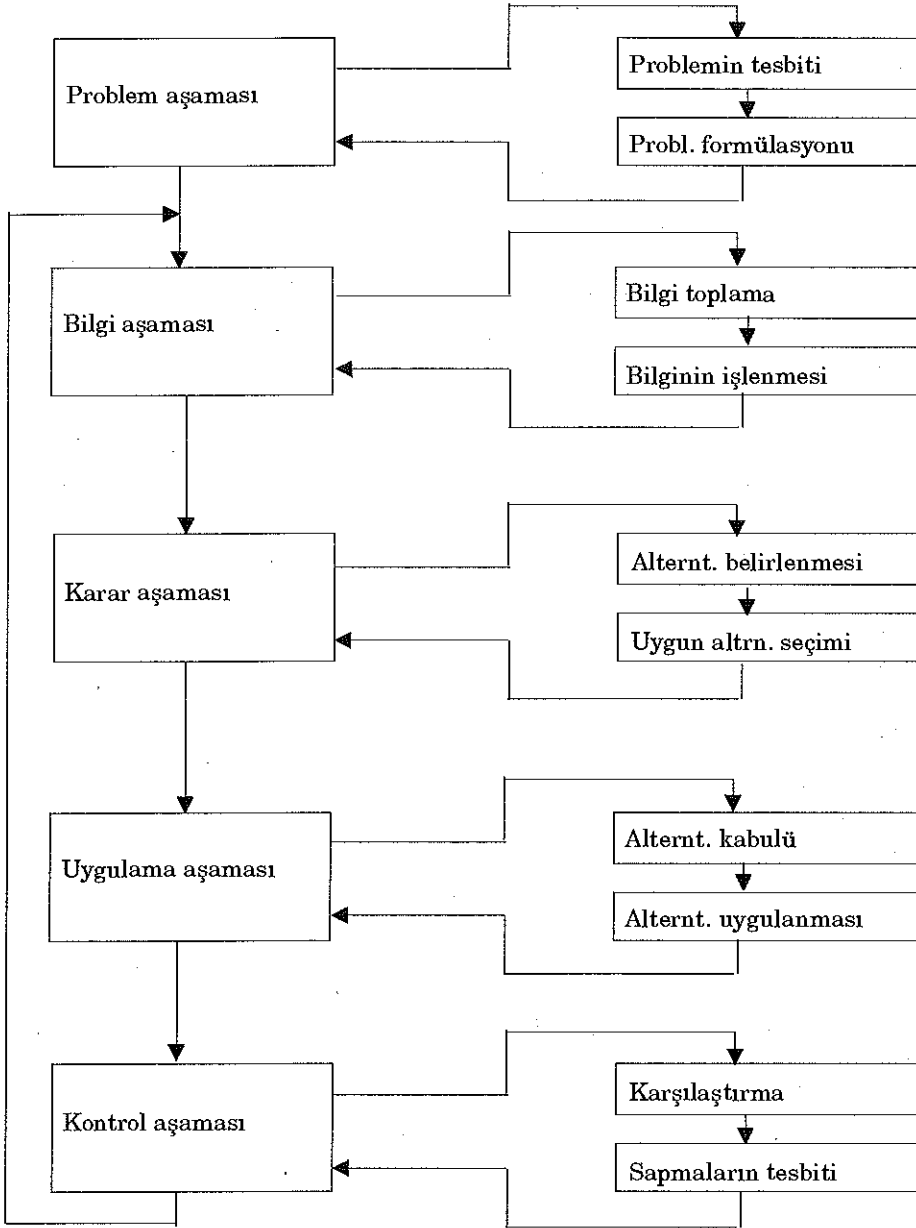 Problem aşaması
Problemin tesbiti
Probl. formülasyonu
Bilgi aşaması
Bilgi toplama
Bilginin işlenmesi
Karar aşaması
Alternt. belirlenmesi
Uygun altrn. seçimi
Uygulama aşaması
Alternt. kabulü
Alternt. uygulanması
Kontrol aşaması
Karşılaştırma
Sapmaların tesbiti